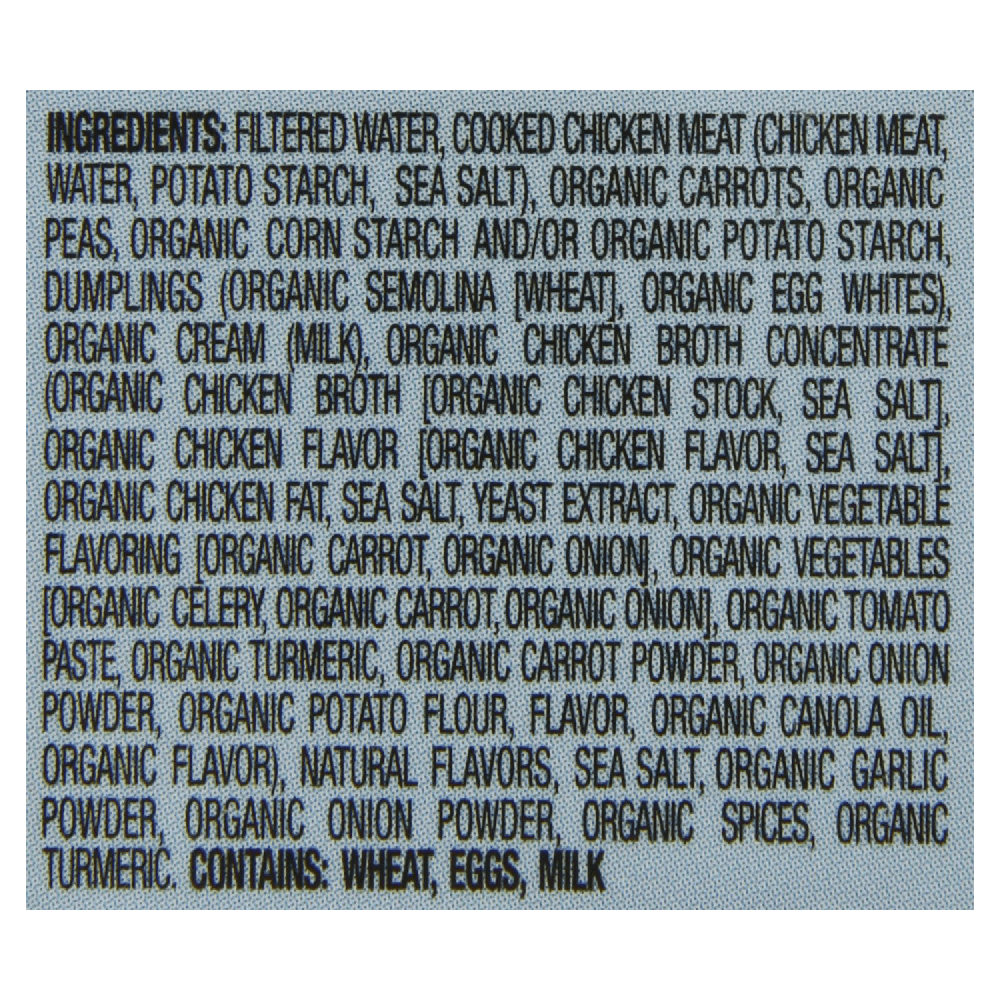 INGREDIENTS: FILTERED WATER, COOKED CHICKEN MEAT (CHICKEN MEAT,
WATER, POTATO STARCH, SEA SALT), ORGANIC CARROTS, ORGANIC
PEAS, ORGANIC CORN STARCH AND/OR ORGANIC POTATO STARCH,
DUMPLINGS (ORGANIC SEMOLINA [WHEAT], ORGANIC EGG WHITES),
ORGANIC CREAM (MILK), ORGANIC CHICKEN BROTH CONCENTRATE
(ORGANIC CHICKEN BROTH [ORGANIC CHICKEN STOCK, SEA SALT],
ORGANIC CHICKEN FLAVOR [ORGANIC CHICKEN FLAVOR, SEA SALT],
ORGANIC CHICKEN FAT, SEA SALT, YEAST EXTRACT, ORGANIC VEGETABLE
FLAVORING [ORGANIC CARROT, ORGANIC ONION], ORGANIC VEGETABLES
[ORGANIC CELERY, ORGANIC CARROT, ORGANIC ONION], ORGANIC TOMATO
PASTE, ORGANIC TURMERIC, ORGANIC CARROT POWDER, ORGANIC ONION
POWDER, ORGANIC POTATO FLOUR, FLAVOR, ORGANIC CANOLA OIL,
ORGANIC FLAVOR), NATURAL FLAVORS, SEA SALT, ORGANIC GARLIC
POWDER, ORGANIC ONION POWDER, ORGANIC SPICES, ORGANIC
TURMERIC. CONTAINS: WHEAT, EGGS, MILK